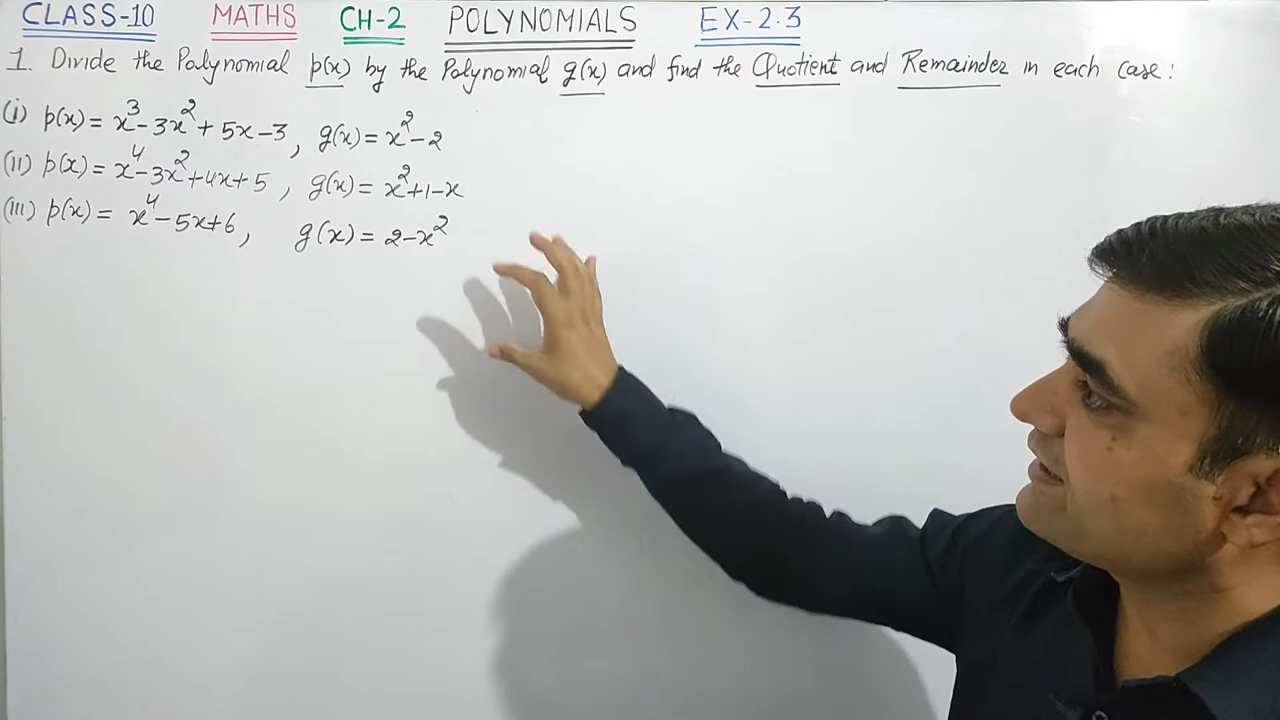 CLASS-10 MATHS CH-2 POLYNOMIALS EX-2.3
1. Divide the Polynomial p(x) by the Polynomial g(x) and find the Quotient and Remainder in each case:
(i) p(x) = x³-3x²+5x-3, g(x) = x²-2
(ii) p(x) = x⁴-3x²+4x+5, g(x) = x²+1-x
(iii) p(x) = x⁴-5x+6, g(x) = 2-x²